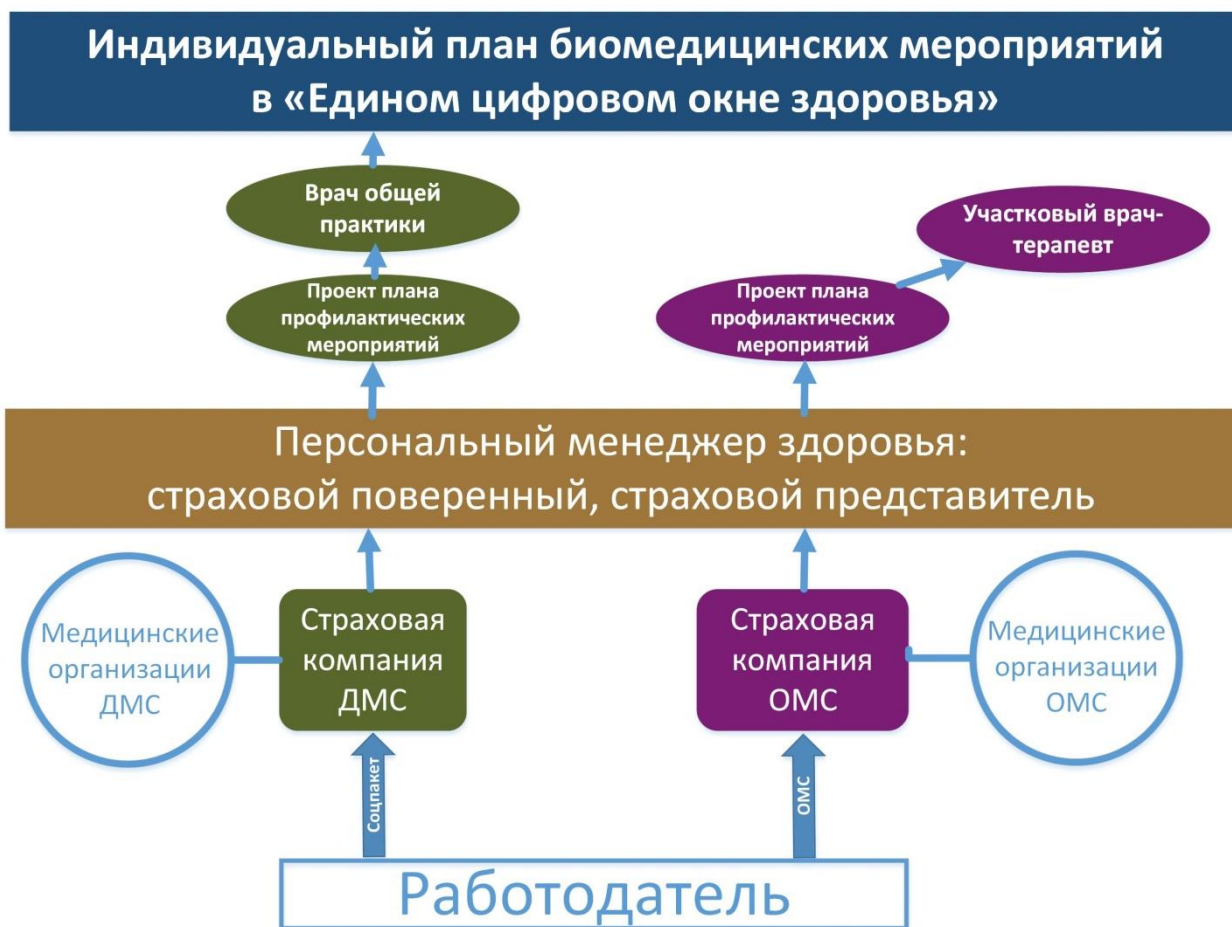 Индивидуальный план биомедицинских мероприятий
в «Едином цифровом окне здоровья»
Врач общей
практики
Участковый врач-
терапевт
Проект плана
профилактических
мероприятий
Проект плана
профилактических
мероприятий
Персональный менеджер здоровья:
страховой поверенный, страховой представитель
Медицинские
организации
ДМС
Страховая
компания
ДМС
Страховая
компания
ОМС
Медицинские
организации
ОМС
Соцпакет
ОМС
Работодатель